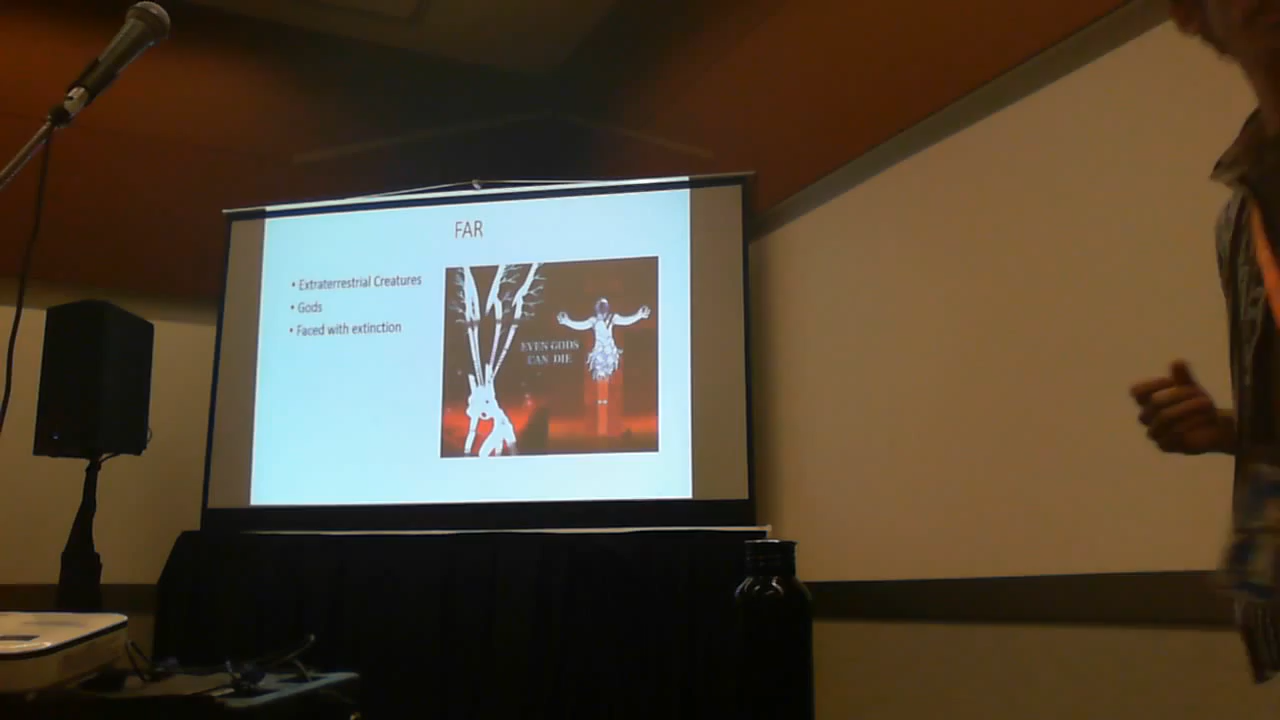 FAR
• Extraterrestrial Creatures
• Gods
• Faced with extinction
EVEN GODS
CAN DIE